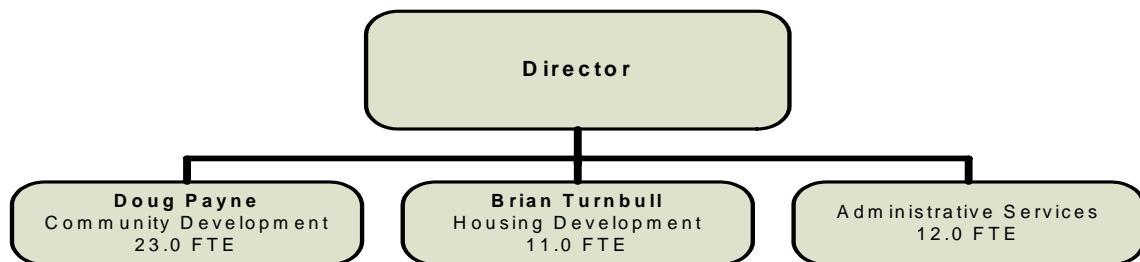 Director
Doug Payne
Community Development
23.0 FTE
Brian Turnbull
Housing Development
11.0 FTE
Administrative Services
12.0 FTE